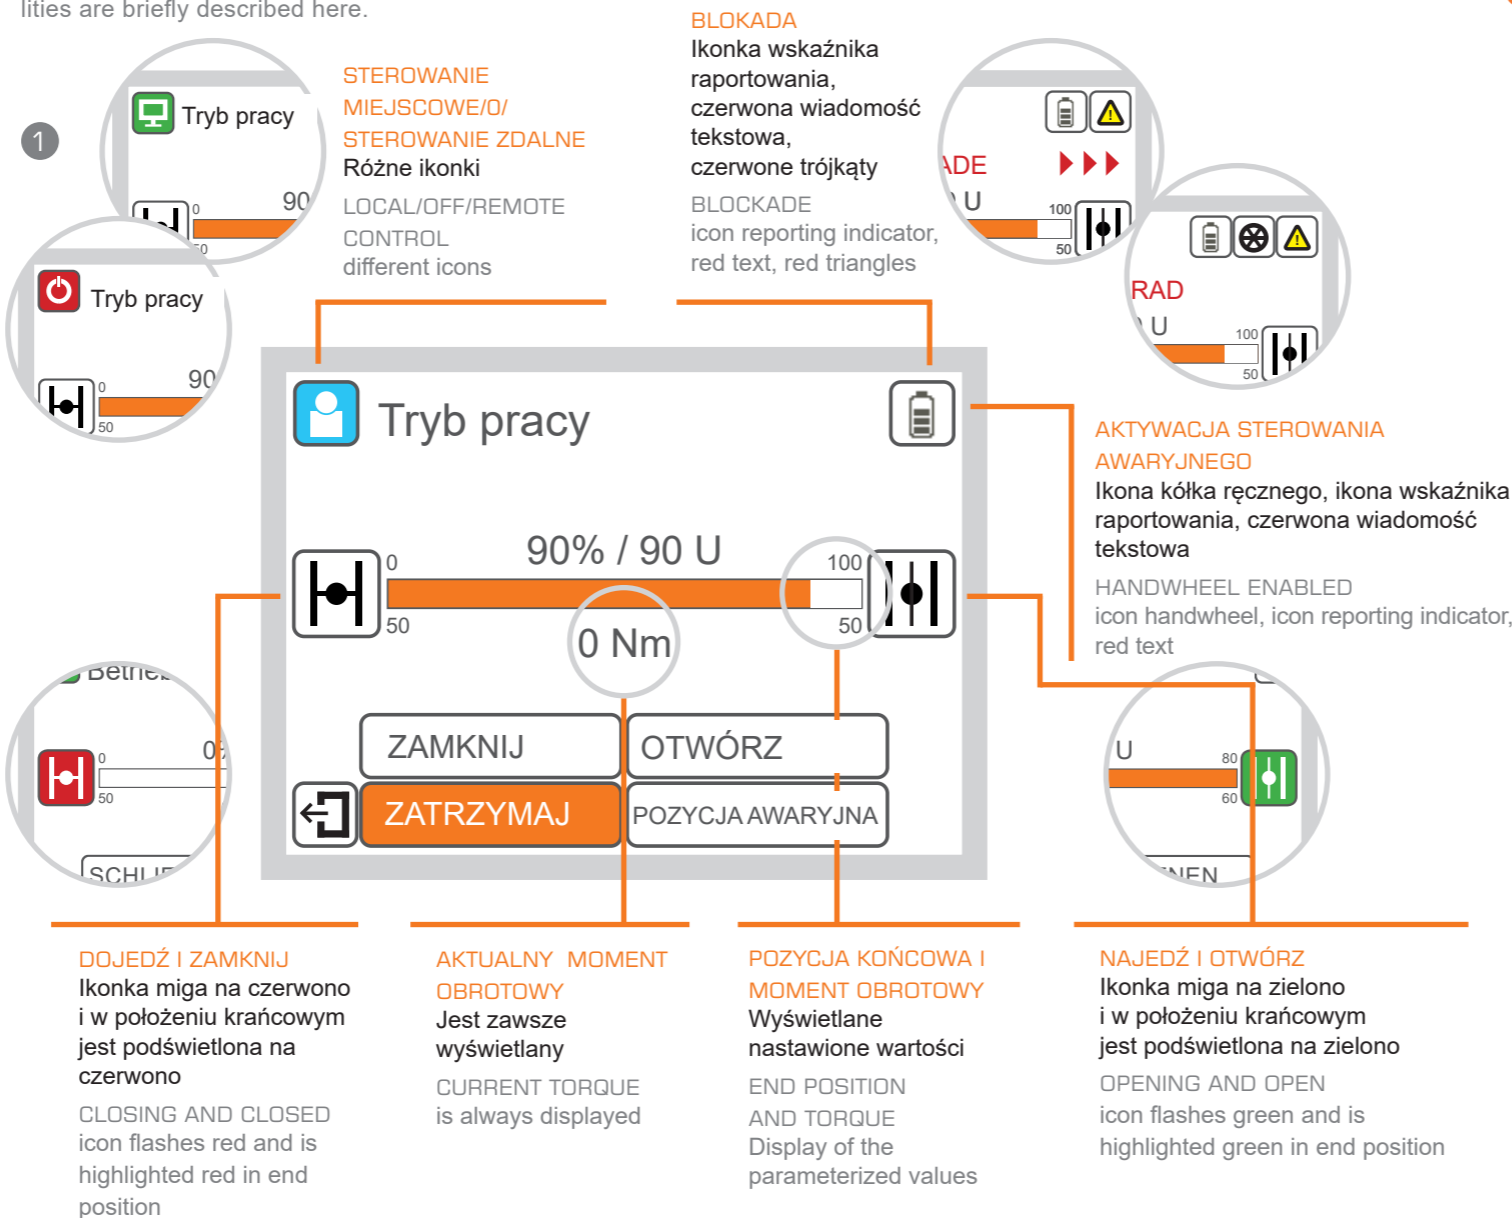 lities are briefly described here.
1
Tryb pracy
0
90
50
Tryb pracy
0
90
50
STEROWANIE
MIEJSCOWE/0/
STEROWANIE ZDALNE
Różne ikonki
LOCAL/OFF/REMOTE
CONTROL
different icons
BLOKADA
Ikonka wskaźnika
raportowania,
czerwona wiadomość
tekstowa,
czerwone trójkąty
BLOCKADE
icon reporting indicator,
red text, red triangles
ADE
U
100
50
RAD
U
100
50
Tryb pracy
90% / 90 U
0
100
50
50
0 Nm
ZAMKNIJ
OTWÓRZ
ZATRZYMAJ
POZYCJA AWARYJNA
AKTYWACJA STEROWANIA
AWARYJNEGO
Ikona kółka ręcznego, ikona wskaźnika
raportowania, czerwona wiadomość
tekstowa
HANDWHEEL ENABLED
icon handwheel, icon reporting indicator,
red text
Betrieb
0%
0
50
SCHLIE
U
80
60
NEN
DOJEDŹ I ZAMKNIJ
Ikonka miga na czerwono
i w położeniu krańcowym
jest podświetlona na
czerwono
CLOSING AND CLOSED
icon flashes red and is
highlighted red in end
position
AKTUALNY MOMENT
OBROTOWY
Jest zawsze
wyświetlany
CURRENT TORQUE
is always displayed
POZYCJA KOŃCOWA I
MOMENT OBROTOWY
Wyświetlane
nastawione wartości
END POSITION
AND TORQUE
Display of the
parameterized values
NAJEDŹ I OTWÓRZ
Ikonka miga na zielono
i w położeniu krańcowym
jest podświetlona na zielono
OPENING AND OPEN
icon flashes green and is
highlighted green in end position